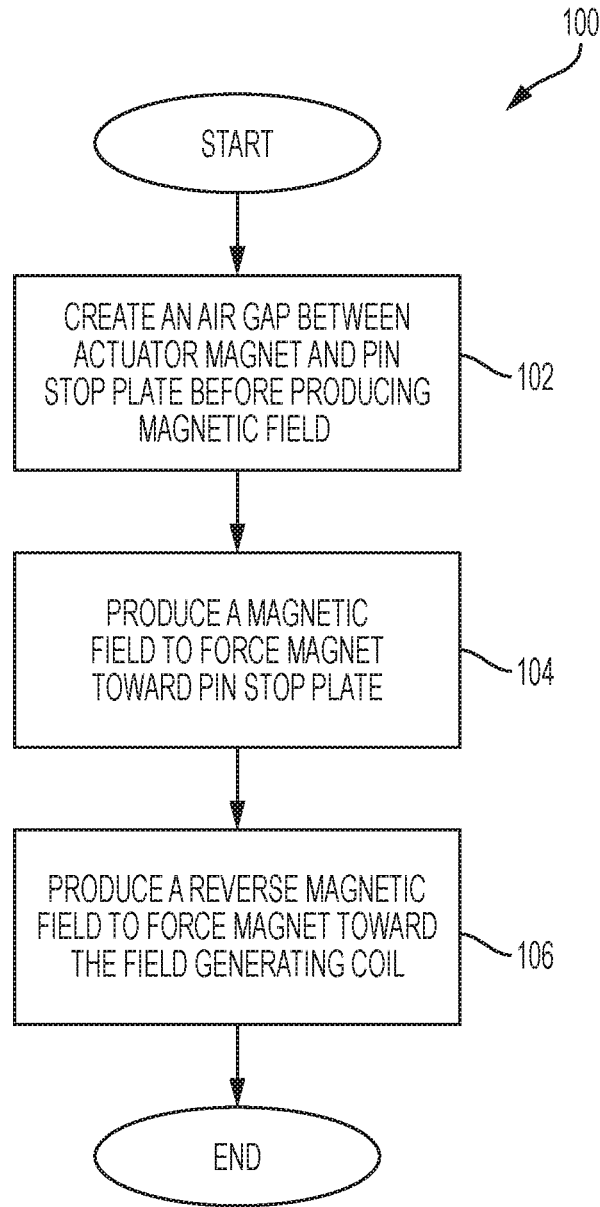 100
START
CREATE AN AIR GAP BETWEEN
ACTUATOR MAGNET AND PIN
STOP PLATE BEFORE PRODUCING
MAGNETIC FIELD
102
PRODUCE A MAGNETIC
FIELD TO FORCE MAGNET
TOWARD PIN STOP PLATE
104
PRODUCE A REVERSE MAGNETIC
FIELD TO FORCE MAGNET TOWARD
THE FIELD GENERATING COIL
106
END